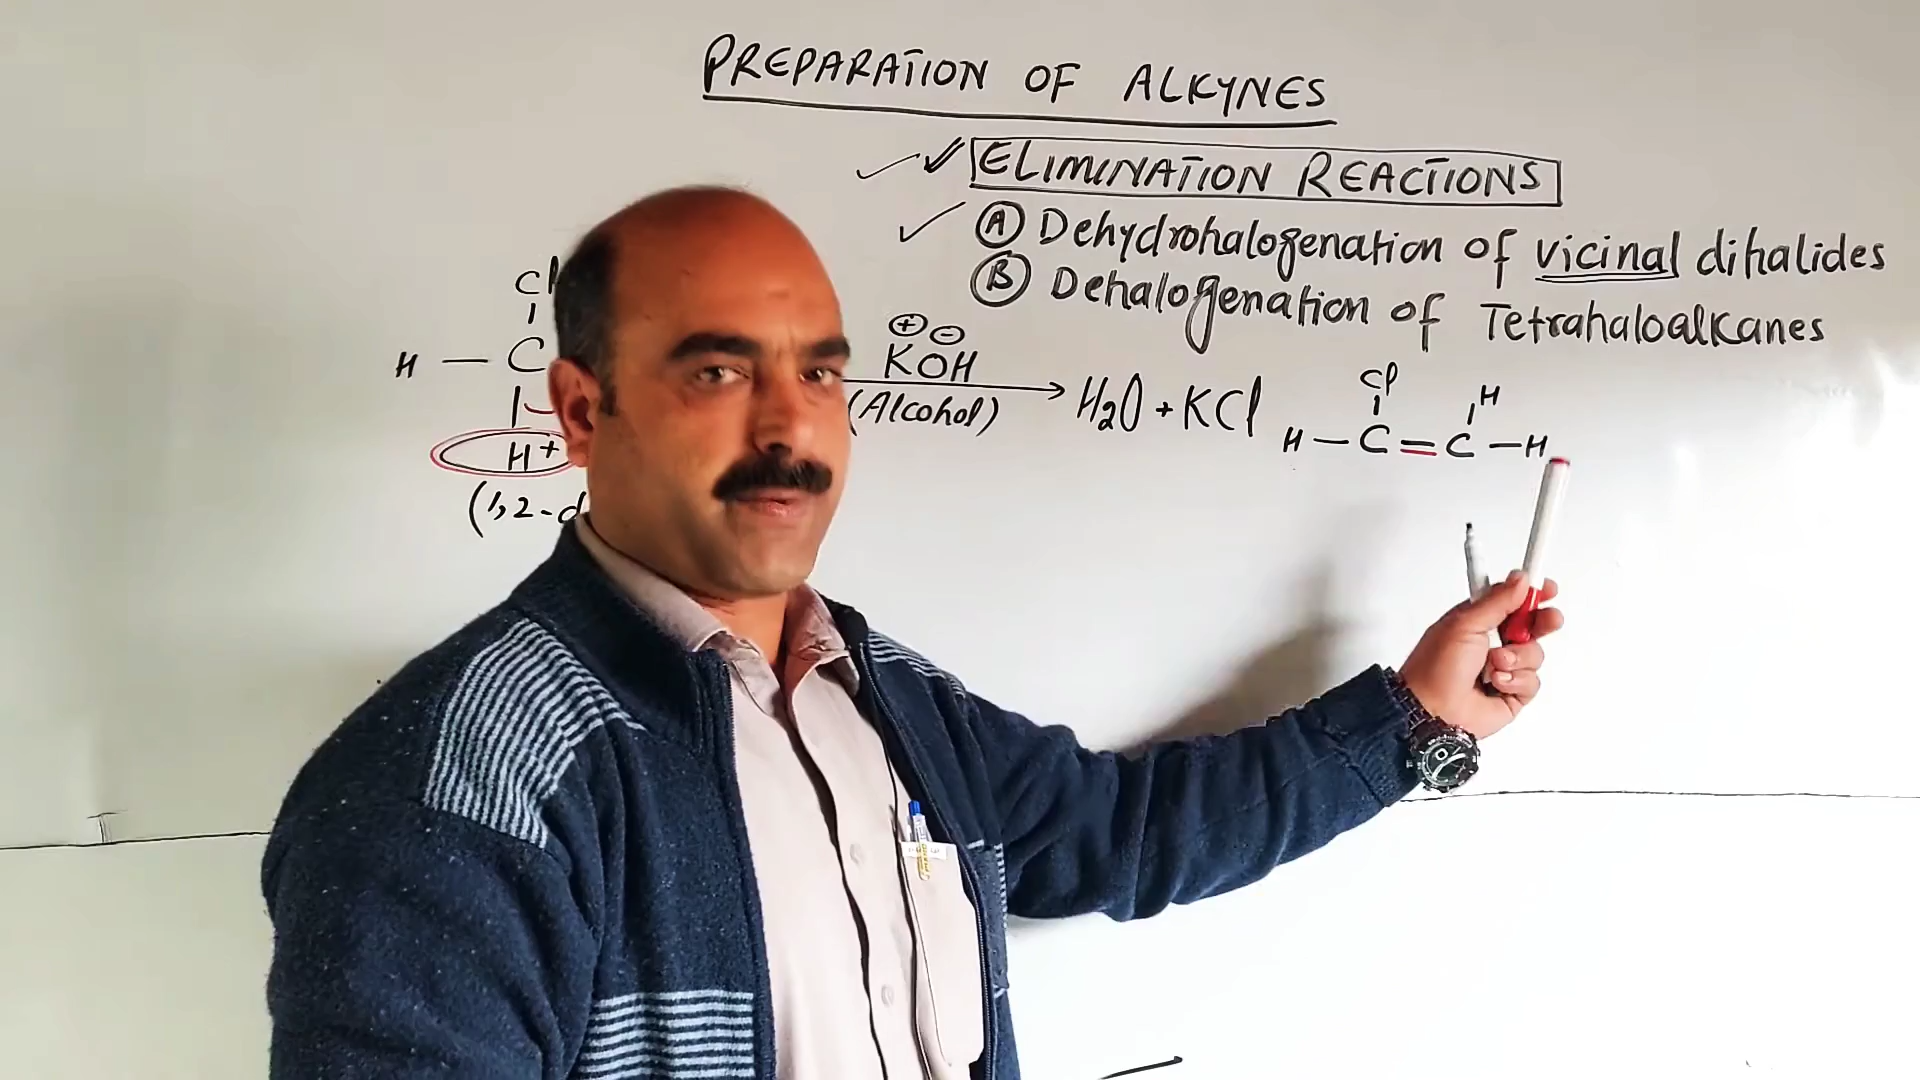 PREPARATION OF ALKYNES
ELIMINATION REACTIONS
(A) Dehydrohalogenation of vicinal dihalides
(B) Dehalogenation of Tetrahaloalkanes
Cl
H — C
H+
(1,2-d
⊕ ⊖
KOH
(Alcohol)
→ H₂O + KCl
Cl H
H — C = C — H